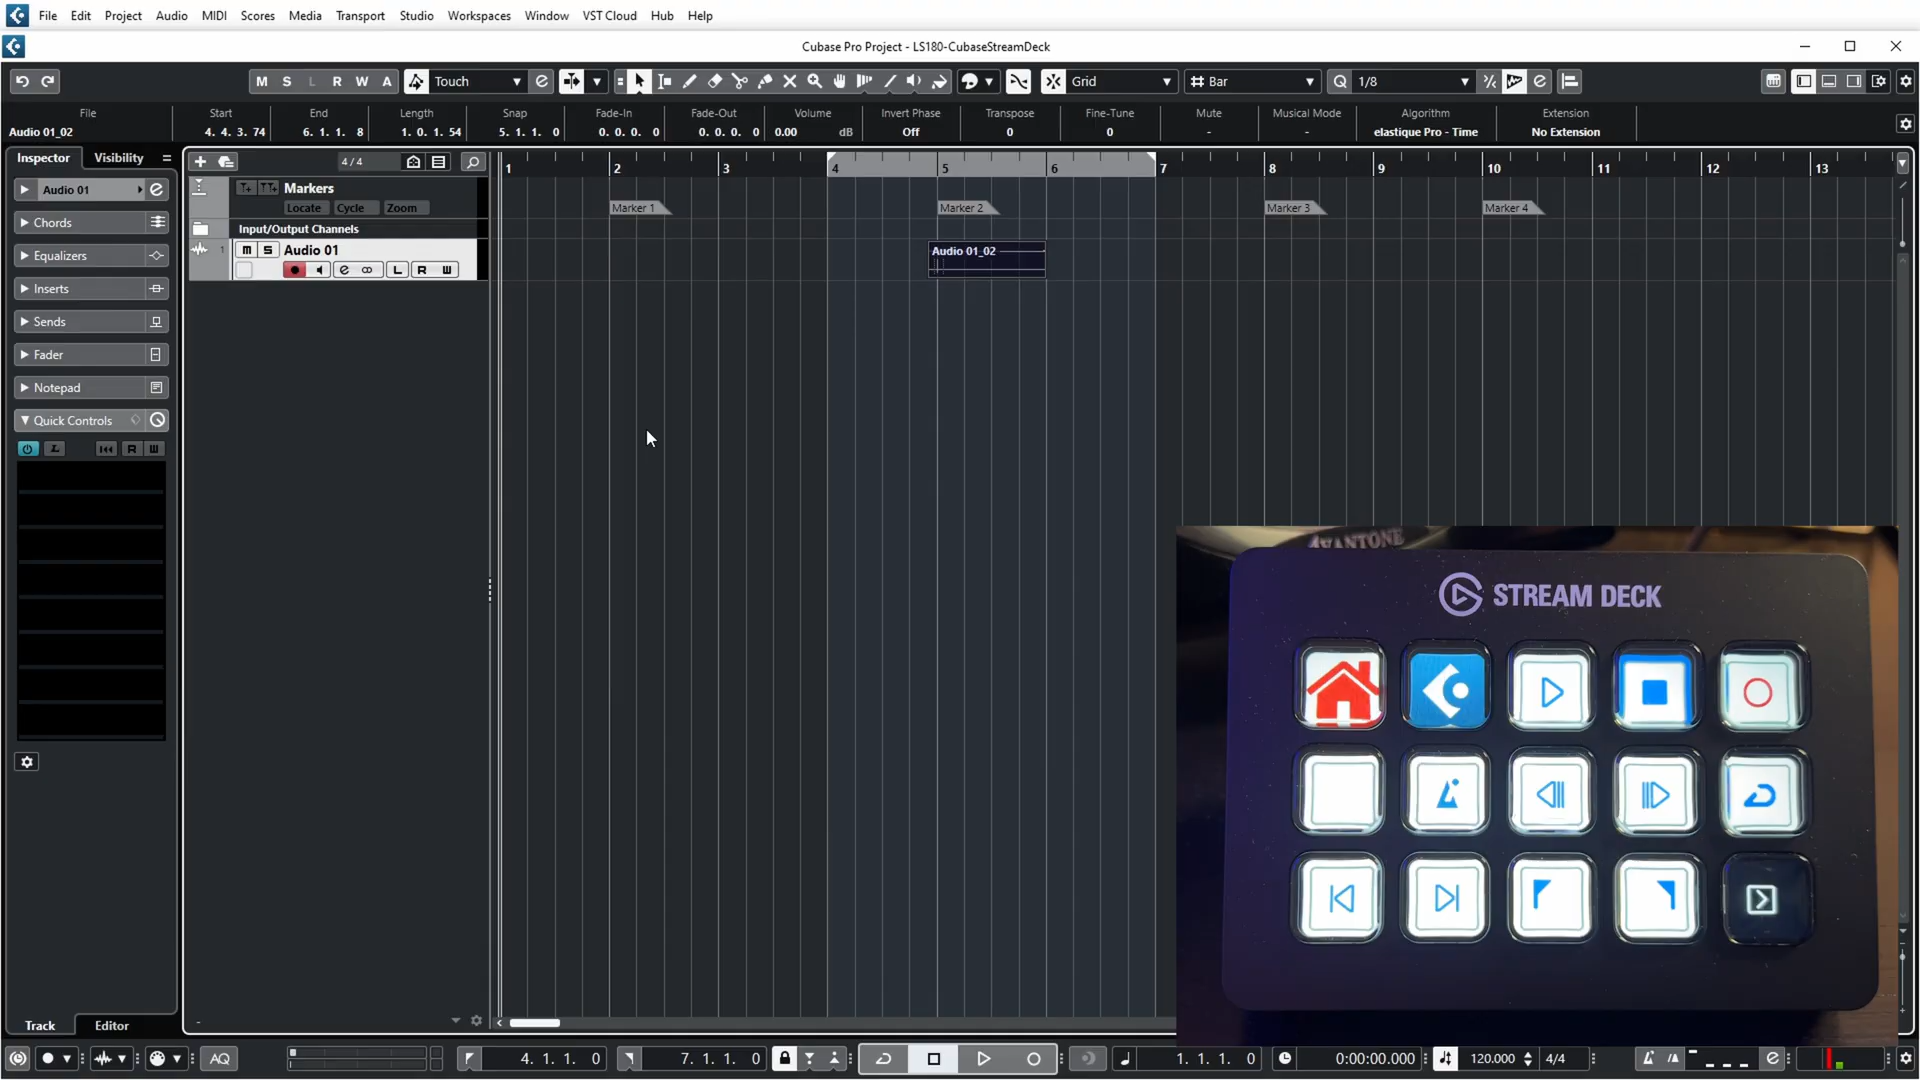 File Edit Project Audio MIDI Scores Media Transport Studio Workspaces Window VST Cloud Hub Help
Cubase Pro Project - LS180-CubaseStreamDeck
M S L R W A Touch Grid Bar Q 1/8
File Start End Length Snap Fade-In Fade-Out Volume Invert Phase Transpose Fine-Tune Mute Musical Mode Algorithm Extension
Audio 01_02 4. 4. 3. 74 6. 1. 1. 8 1. 0. 1. 54 5. 1. 1. 0 0. 0. 0. 0 0. 0. 0. 0 0.00 dB Off 0 0 - - elastique Pro - Time No Extension
Inspector Visibility 4/4 1 2 3 4 5 6 7 8 9 10 11 12 13
Audio 01
Markers
Locate Cycle Zoom
Marker 1 Marker 2 Marker 3 Marker 4
Chords
Input/Output Channels
1 m S Audio 01
Audio 01_02
Equalizers
L R W
Inserts
Sends
Fader
Notepad
Quick Controls
L R W
AVANTONE
STREAM DECK
Track Editor
AQ 4. 1. 1. 0 7. 1. 1. 0 1. 1. 1. 0 0:00:00.000 120.000 4/4